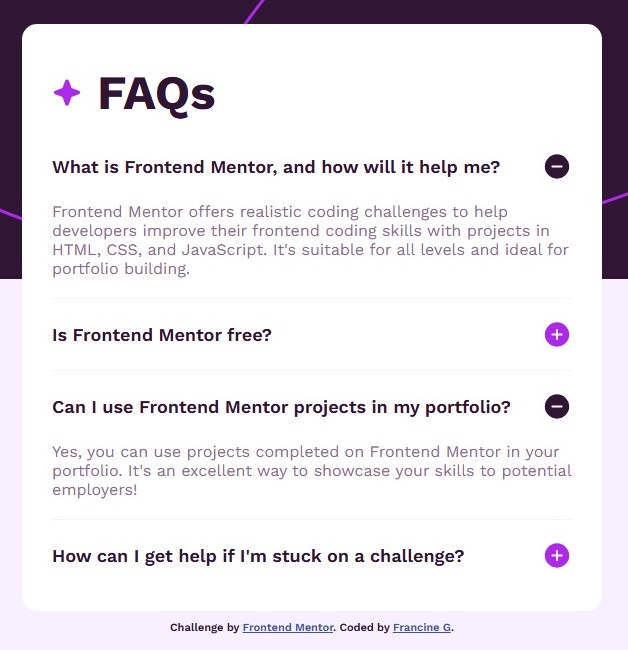 FAQs
What is Frontend Mentor, and how will it help me?
Frontend Mentor offers realistic coding challenges to help
developers improve their frontend coding skills with projects in
HTML, CSS, and JavaScript. It's suitable for all levels and ideal for
portfolio building.
Is Frontend Mentor free?
Can I use Frontend Mentor projects in my portfolio?
Yes, you can use projects completed on Frontend Mentor in your
portfolio. It's an excellent way to showcase your skills to potential
employers!
How can I get help if I'm stuck on a challenge?
Challenge by Frontend Mentor. Coded by Francine G.